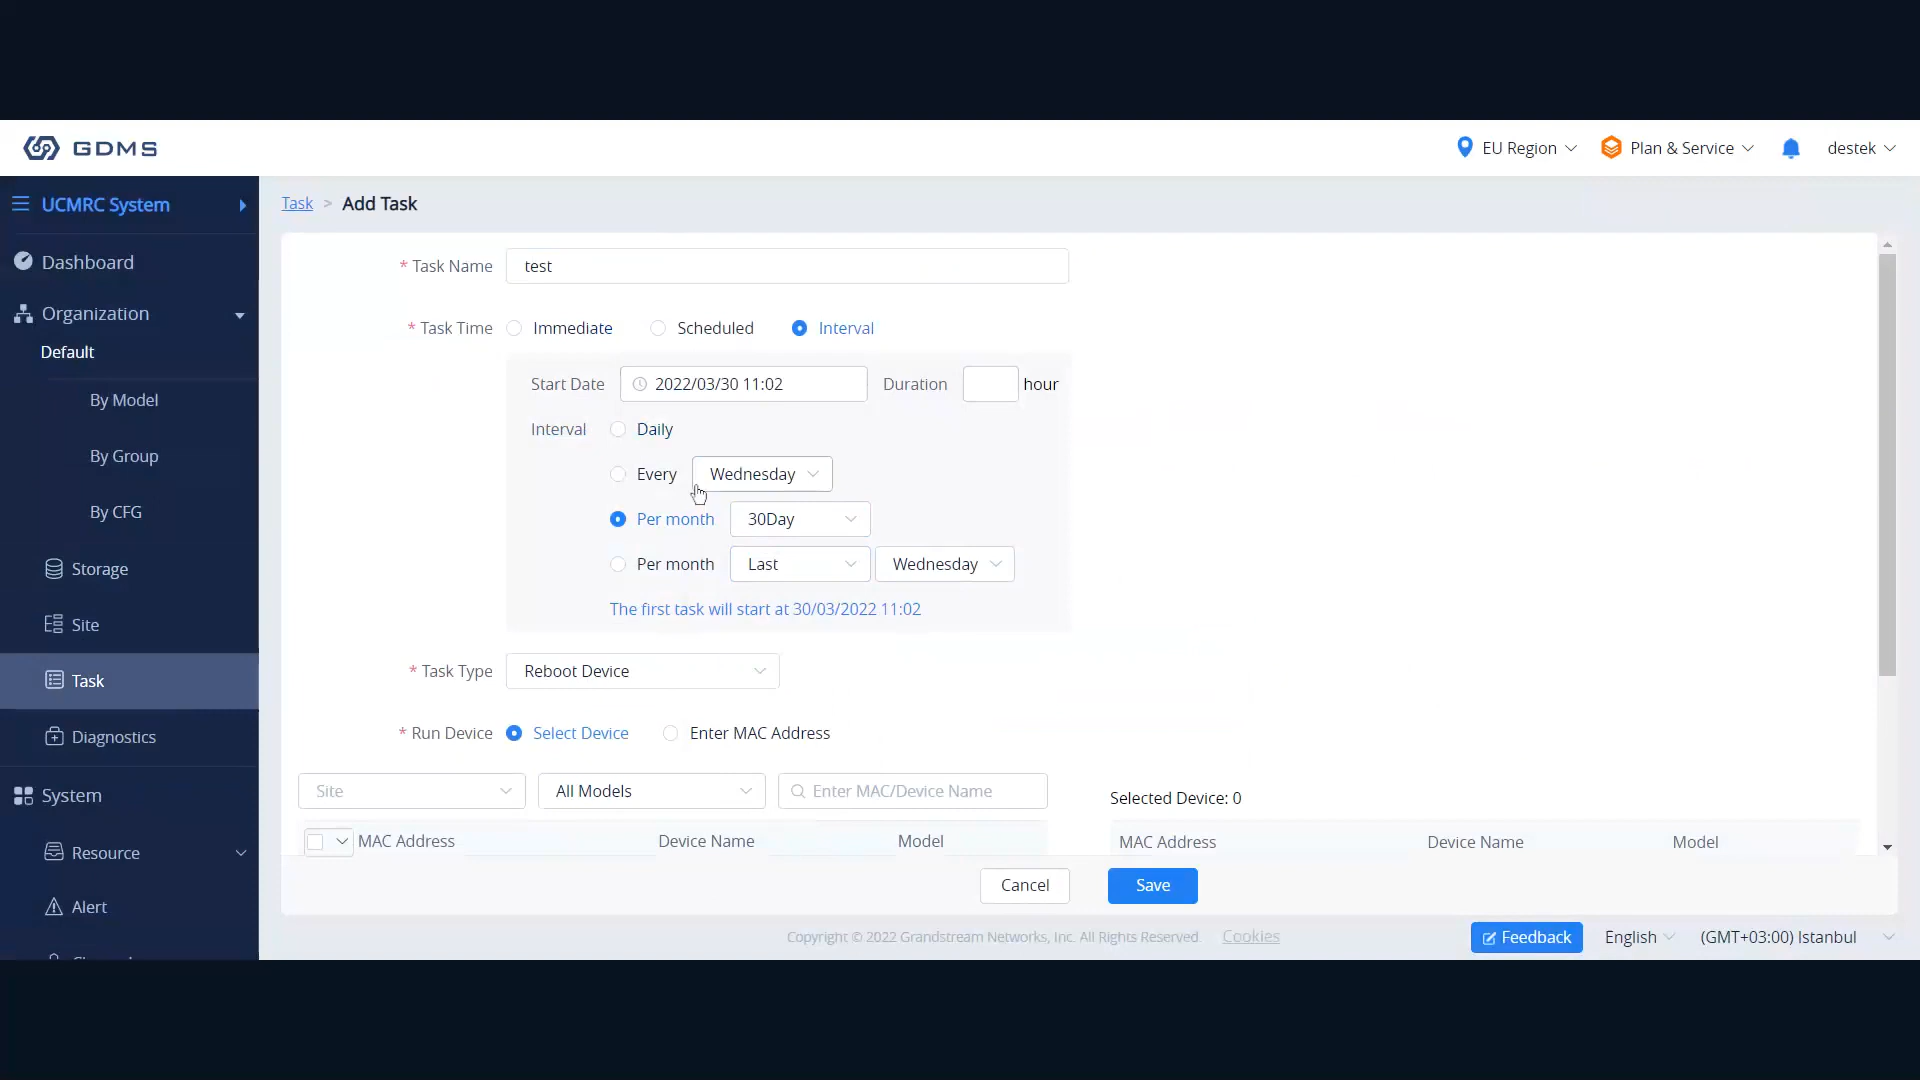 GDMS
EU Region
Plan & Service
destek
UCMRC System
Task > Add Task
Dashboard
Organization
Default
By Model
By Group
By CFG
Storage
Site
Task
Diagnostics
System
Resource
Alert
* Task Name test
* Task Time Immediate Scheduled Interval
Start Date 2022/03/30 11:02 Duration hour
Interval Daily
Every Wednesday
Per month 30Day
Per month Last Wednesday
The first task will start at 30/03/2022 11:02
* Task Type Reboot Device
* Run Device Select Device Enter MAC Address
Site All Models Enter MAC/Device Name
Selected Device: 0
MAC Address Device Name Model
MAC Address Device Name Model
Cancel Save
Copyright © 2022 Grandstream Networks, Inc. All Rights Reserved. Cookies
Feedback English (GMT+03:00) Istanbul